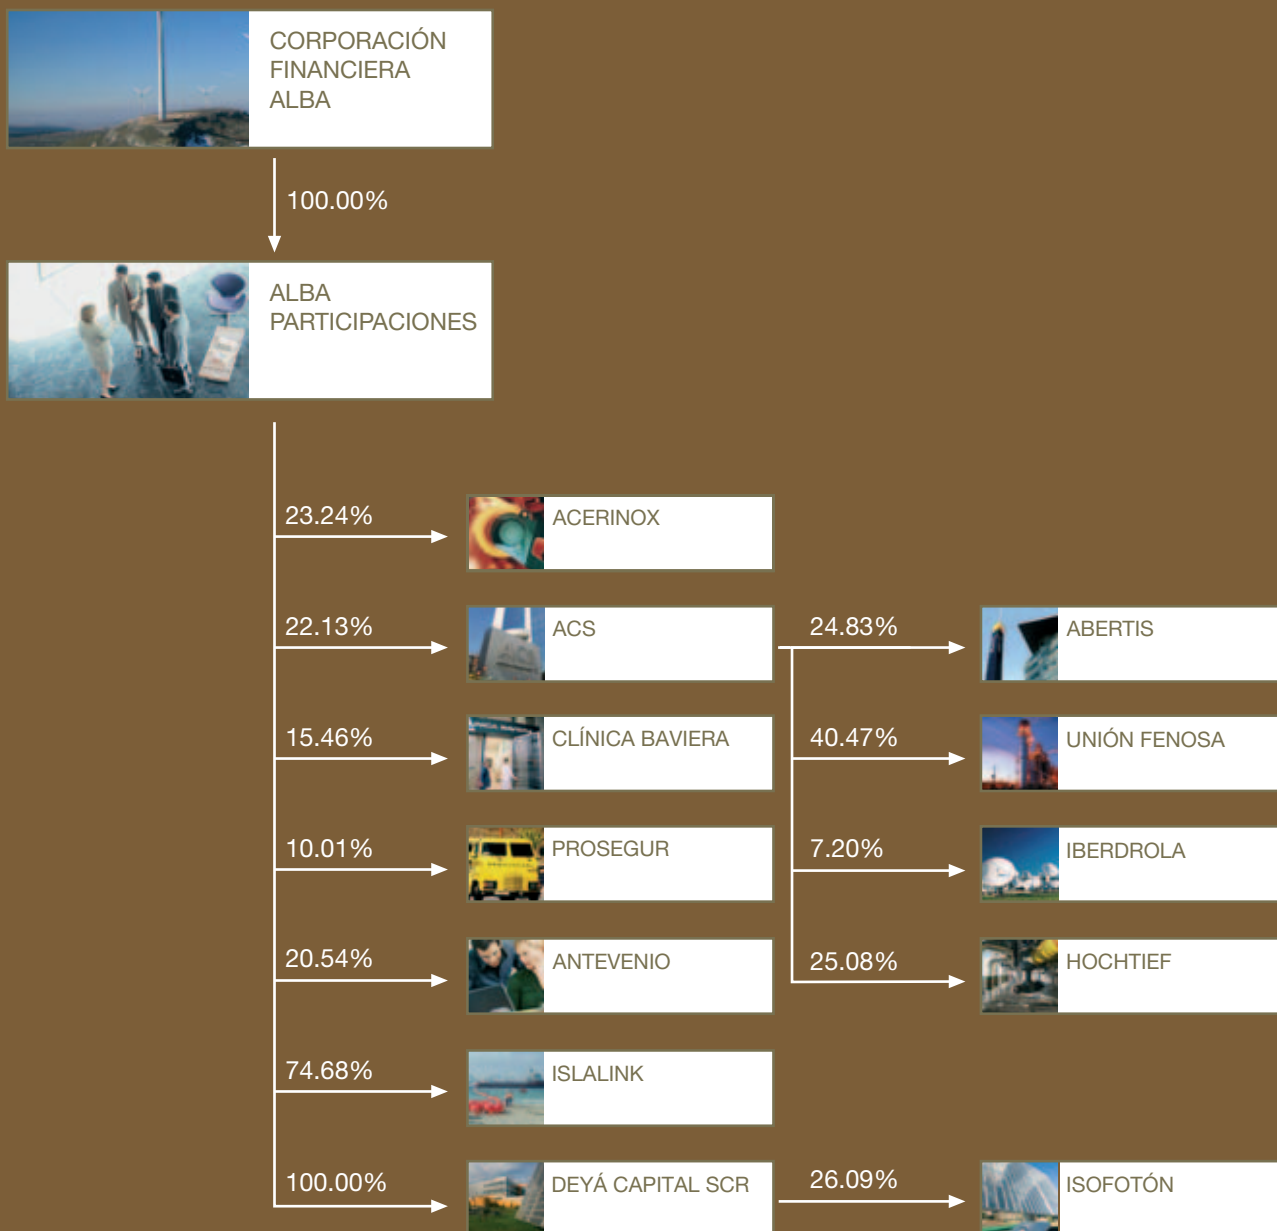 CORPORACIÓN
FINANCIERA
ALBA
100.00%
ALBA
PARTICIPACIONES
23.24%
ACERINOX
22.13%
ACS
24.83%
ABERTIS
15.46%
CLÍNICA BAVIERA
40.47%
UNIÓN FENOSA
10.01%
PROSEGUR
7.20%
IBERDROLA
20.54%
ANTEVENIO
25.08%
HOCHTIEF
74.68%
ISLALINK
100.00%
DEYÁ CAPITAL SCR
26.09%
ISOFOTÓN